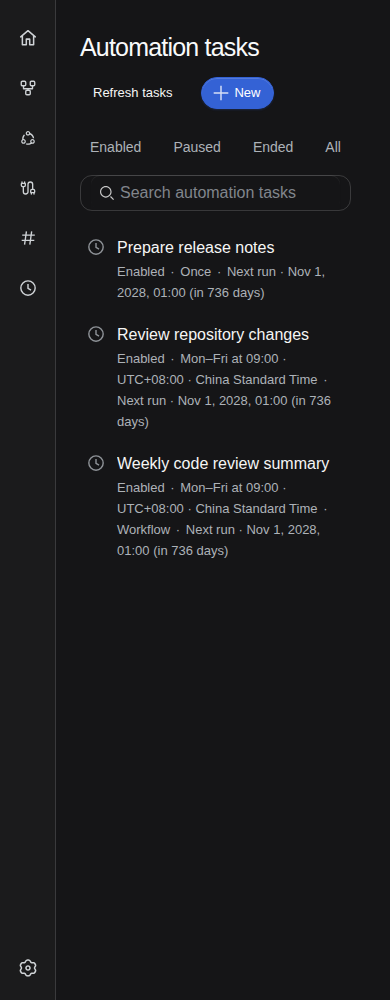 Automation tasks
Refresh tasks
New
Enabled Paused Ended All
Search automation tasks
Prepare release notes
Enabled · Once · Next run · Nov 1,
2028, 01:00 (in 736 days)
Review repository changes
Enabled · Mon–Fri at 09:00 ·
UTC+08:00 · China Standard Time ·
Next run · Nov 1, 2028, 01:00 (in 736
days)
Weekly code review summary
Enabled · Mon–Fri at 09:00 ·
UTC+08:00 · China Standard Time ·
Workflow · Next run · Nov 1, 2028,
01:00 (in 736 days)